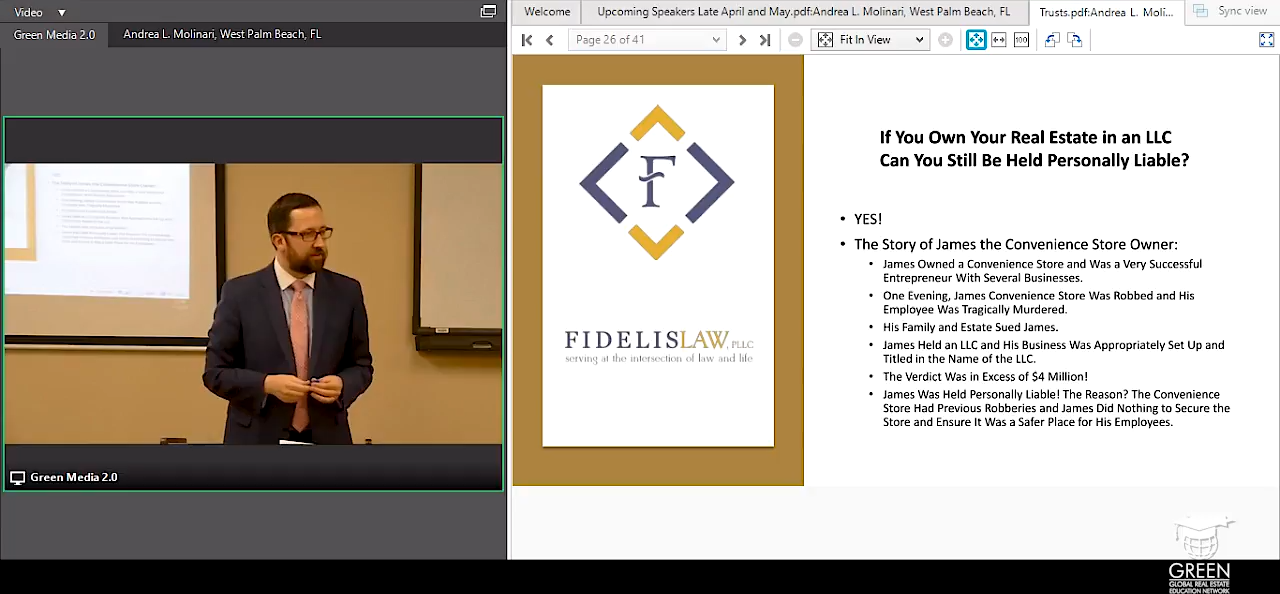 Video
Green Media 2.0
Andrea L. Molinari, West Palm Beach, FL
Green Media 2.0
Welcome
Upcoming Speakers Late April and May.pdf:Andrea L. Molinari, West Palm Beach, FL
Trusts.pdf:Andrea L. Moli...
Sync view
Page 26 of 41
Fit In View
100
F
FIDELISLAW, PLLC
serving at the intersection of law and life
If You Own Your Real Estate in an LLC
Can You Still Be Held Personally Liable?
• YES!
• The Story of James the Convenience Store Owner:
• James Owned a Convenience Store and Was a Very Successful
Entrepreneur With Several Businesses.
• One Evening, James Convenience Store Was Robbed and His
Employee Was Tragically Murdered.
• His Family and Estate Sued James.
• James Held an LLC and His Business Was Appropriately Set Up and
Titled in the Name of the LLC.
• The Verdict Was in Excess of $4 Million!
• James Was Held Personally Liable! The Reason? The Convenience
Store Had Previous Robberies and James Did Nothing to Secure the
Store and Ensure It Was a Safer Place for His Employees.
GREEN
GLOBAL REAL ESTATE
EDUCATION NETWORK